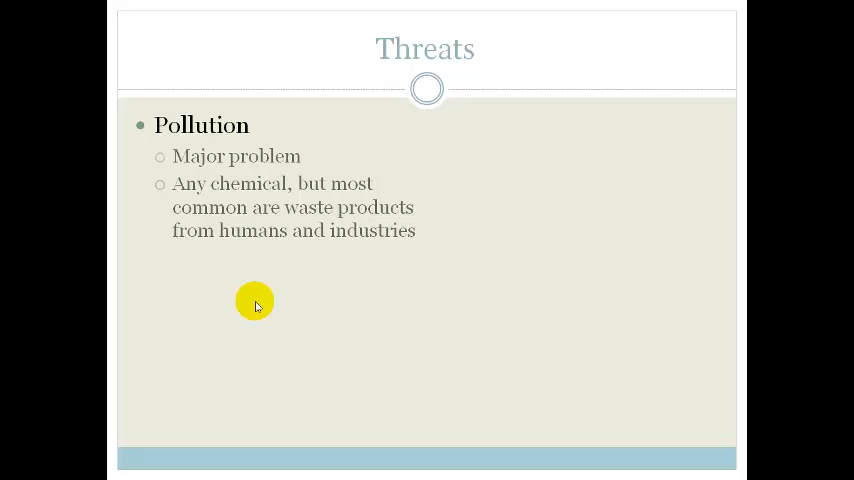 Threats
Pollution
Major problem
Any chemical, but most
common are waste products
from humans and industries